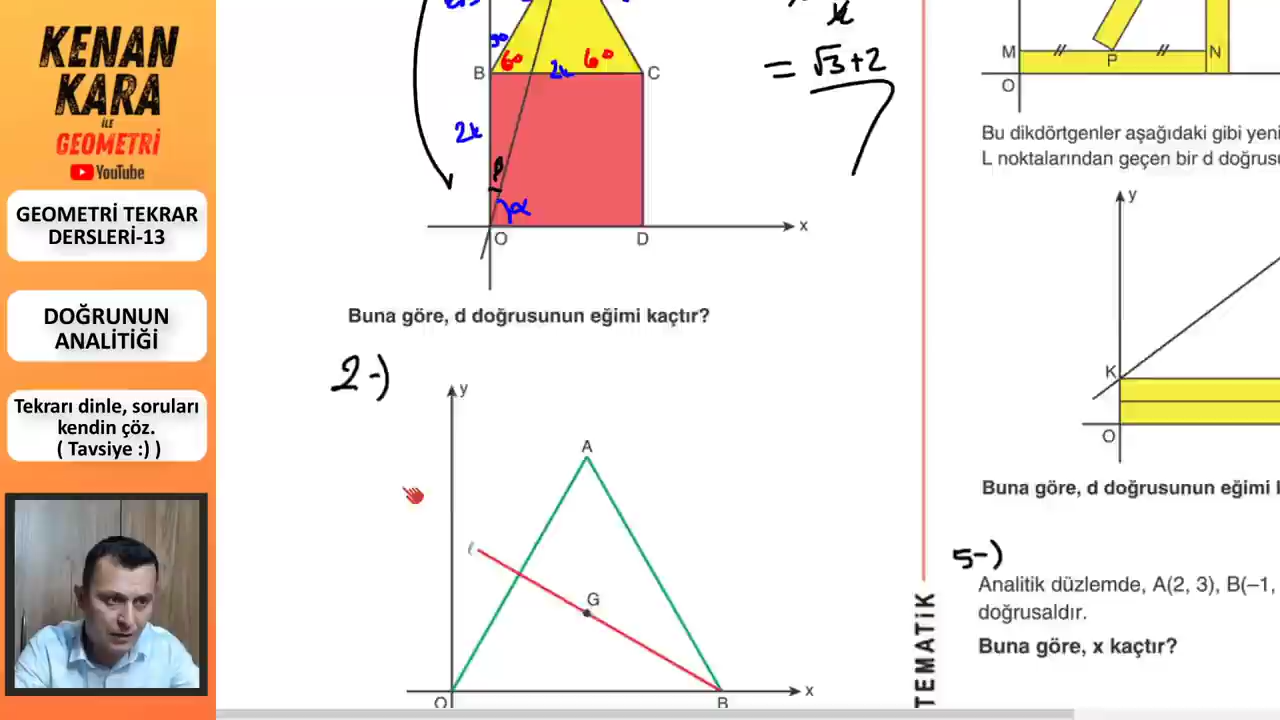 KENAN
KARA
İLE
GEOMETRİ
YouTube
GEOMETRİ TEKRAR
DERSLERİ-13
DOĞRUNUN
ANALİTİĞİ
Tekrarı dinle, soruları
kendin çöz.
( Tavsiye :) )
B
60
60
2k
C
2k
β
α
O
D
x
= √3+2
Buna göre, d doğrusunun eğimi kaçtır?
2-)
y
A
ℓ
G
O
B
x
TEMATİK
M
P
N
O
Bu dikdörtgenler aşağıdaki gibi yeni
L noktalarından geçen bir d doğrusu
y
K
O
Buna göre, d doğrusunun eğimi k
5-)
Analitik düzlemde, A(2, 3), B(–1,
doğrusaldır.
Buna göre, x kaçtır?